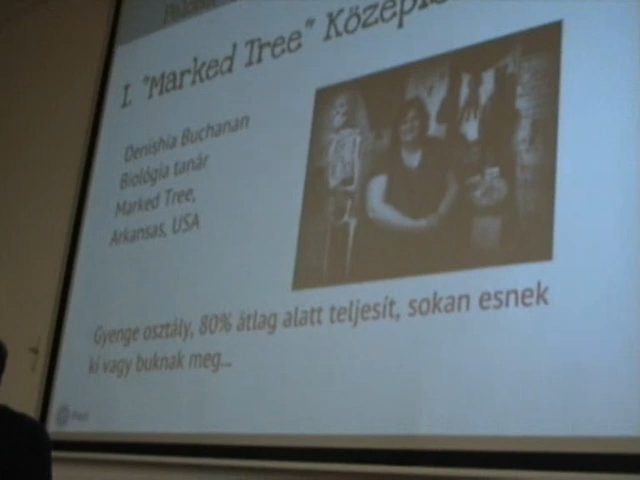 I. "Marked Tree"
Denishia Buchanan
Biológia tanár
Marked Tree,
Arkansas, USA
Gyenge osztály, 80% átlag alatt teljesít, sokan esnek
ki vagy buknak meg...